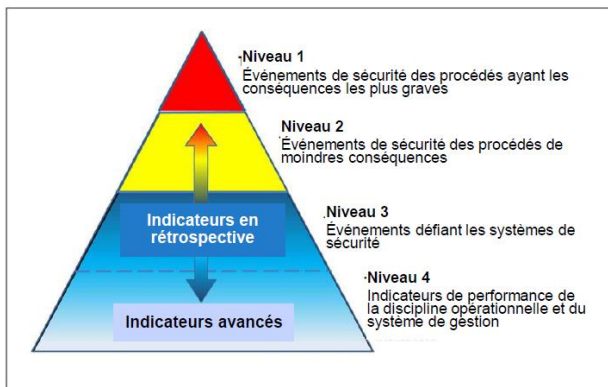 Niveau 1
Événements de sécurité des procédés ayant les
conséquences les plus graves
Niveau 2
Événements de sécurité des procédés de
moindres conséquences
Indicateurs en
rétrospective
Niveau 3
Événements défiant les systèmes de
sécurité
Niveau 4
Indicateurs de performance de
la discipline opérationnelle et du
système de gestion
Indicateurs avancés